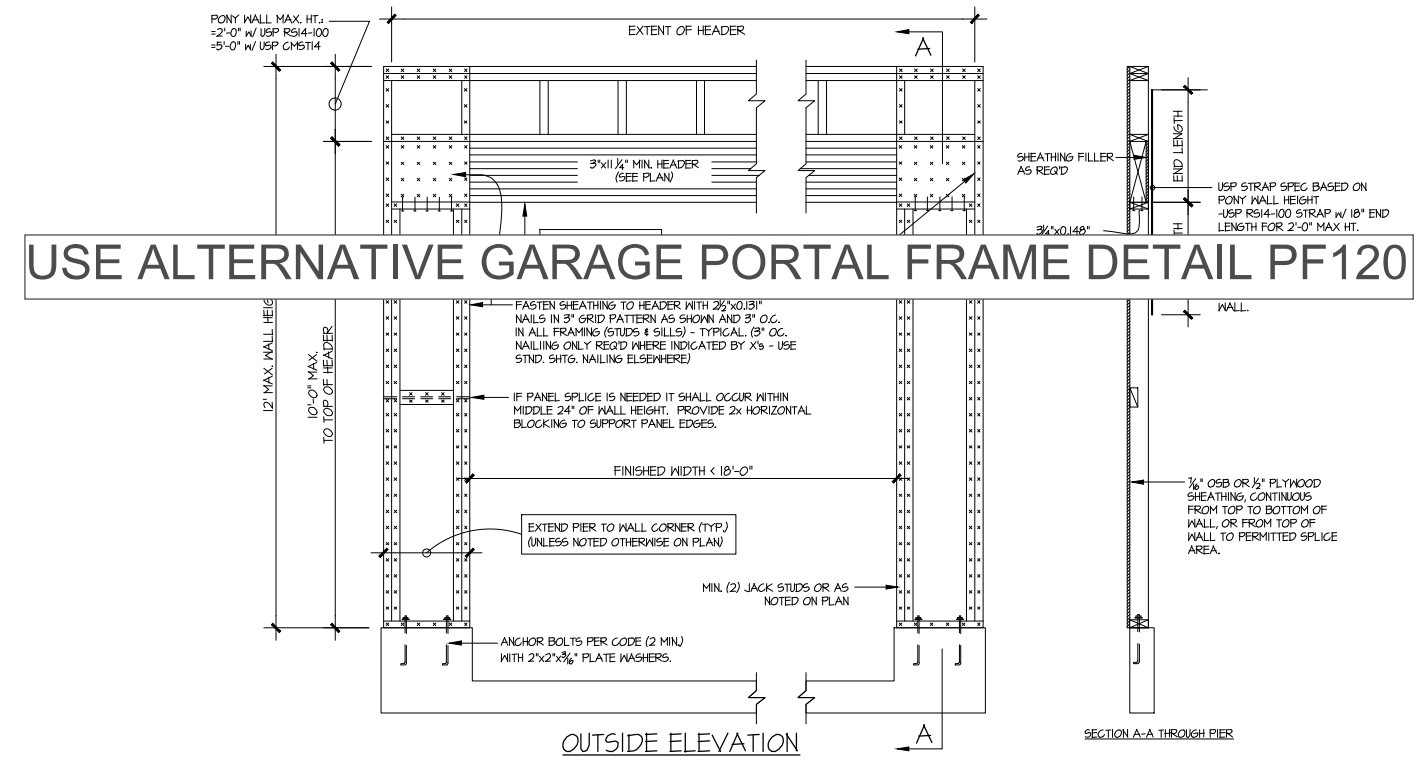 PONY WALL MAX. HT.:
=2'-0" W/ USP RS14-100
=5'-0" W/ USP CMST14
EXTENT OF HEADER
A
3"x11 1/4" MIN. HEADER
(SEE PLAN)
SHEATHING FILLER
AS REQ'D
END LENGTH
USP STRAP SPEC BASED ON
PONY WALL HEIGHT
-USP RS14-100 STRAP W/ 18" END
LENGTH FOR 2'-0" MAX HT.
3 1/4"x0.148"
USE ALTERNATIVE GARAGE PORTAL FRAME DETAIL PF120
WALL.
12' MAX. WALL
10'-0" MAX.
TO TOP OF HEADER
FASTEN SHEATHING TO HEADER WITH 2 1/2"x0.131"
NAILS IN 3" GRID PATTERN AS SHOWN AND 3" O.C.
IN ALL FRAMING (STUDS & SILLS) - TYPICAL. (3" OC.
NAILING ONLY REQ'D WHERE INDICATED BY X's - USE
STND. SHTG. NAILING ELSEWHERE)
IF PANEL SPLICE IS NEEDED IT SHALL OCCUR WITHIN
MIDDLE 24" OF WALL HEIGHT. PROVIDE 2x HORIZONTAL
BLOCKING TO SUPPORT PANEL EDGES.
FINISHED WIDTH < 18'-0"
7/16" OSB OR 1/2" PLYWOOD
SHEATHING, CONTINUOUS
FROM TOP TO BOTTOM OF
WALL, OR FROM TOP OF
WALL TO PERMITTED SPLICE
AREA.
EXTEND PIER TO WALL CORNER (TYP.)
(UNLESS NOTED OTHERWISE ON PLAN)
MIN. (2) JACK STUDS OR AS
NOTED ON PLAN
ANCHOR BOLTS PER CODE (2 MIN.)
WITH 2"x2"x3/16" PLATE WASHERS.
A
OUTSIDE ELEVATION
SECTION A-A THROUGH PIER